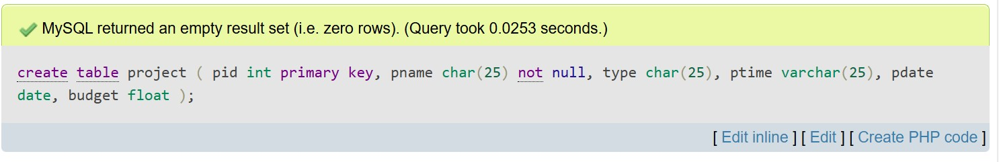 MySQL returned an empty result set (i.e. zero rows). (Query took 0.0253 seconds.)
create table project ( pid int primary key, pname char(25) not null, type char(25), ptime varchar(25), pdate
date, budget float );
[ Edit inline ] [ Edit ] [ Create PHP code ]